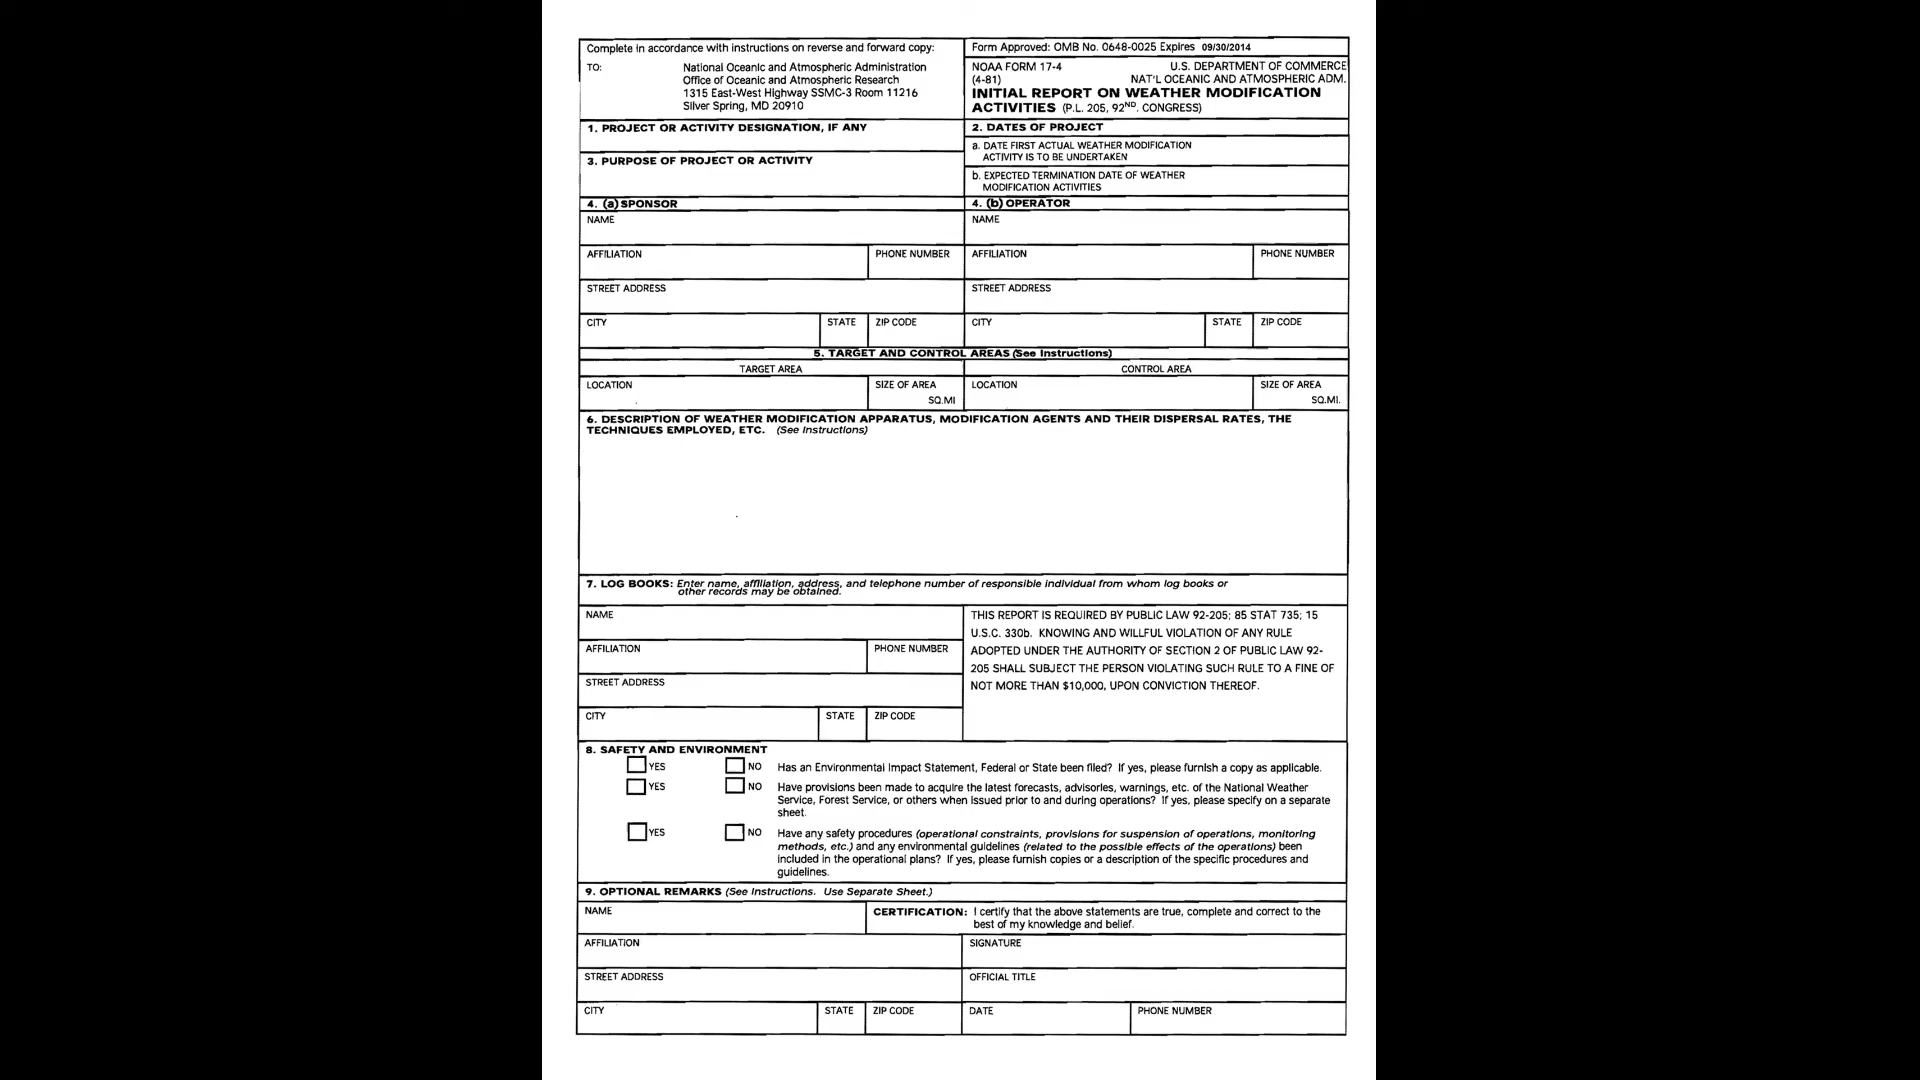 Complete in accordance with instructions on reverse and forward copy:
TO: National Oceanic and Atmospheric Administration
Office of Oceanic and Atmospheric Research
1315 East-West Highway SSMC-3 Room 11216
Silver Spring, MD 20910
Form Approved: OMB No. 0648-0025 Expires 09/30/2014
NOAA FORM 17-4 U.S. DEPARTMENT OF COMMERCE
(4-81) NAT'L OCEANIC AND ATMOSPHERIC ADM.
INITIAL REPORT ON WEATHER MODIFICATION
ACTIVITIES (P.L. 205, 92ND. CONGRESS)
1. PROJECT OR ACTIVITY DESIGNATION, IF ANY
2. DATES OF PROJECT
a. DATE FIRST ACTUAL WEATHER MODIFICATION
ACTIVITY IS TO BE UNDERTAKEN
3. PURPOSE OF PROJECT OR ACTIVITY
b. EXPECTED TERMINATION DATE OF WEATHER
MODIFICATION ACTIVITIES
4. (a) SPONSOR 4. (b) OPERATOR
NAME NAME
AFFILIATION PHONE NUMBER AFFILIATION PHONE NUMBER
STREET ADDRESS STREET ADDRESS
CITY STATE ZIP CODE CITY STATE ZIP CODE
5. TARGET AND CONTROL AREAS (See Instructions)
TARGET AREA CONTROL AREA
LOCATION SIZE OF AREA LOCATION SIZE OF AREA
SQ.MI SQ.MI.
6. DESCRIPTION OF WEATHER MODIFICATION APPARATUS, MODIFICATION AGENTS AND THEIR DISPERSAL RATES, THE
TECHNIQUES EMPLOYED, ETC. (See Instructions)
7. LOG BOOKS: Enter name, affiliation, address, and telephone number of responsible individual from whom log books or
other records may be obtained.
NAME
AFFILIATION PHONE NUMBER
STREET ADDRESS
CITY STATE ZIP CODE
THIS REPORT IS REQUIRED BY PUBLIC LAW 92-205; 85 STAT 735; 15
U.S.C. 330b. KNOWING AND WILLFUL VIOLATION OF ANY RULE
ADOPTED UNDER THE AUTHORITY OF SECTION 2 OF PUBLIC LAW 92-
205 SHALL SUBJECT THE PERSON VIOLATING SUCH RULE TO A FINE OF
NOT MORE THAN $10,000, UPON CONVICTION THEREOF.
8. SAFETY AND ENVIRONMENT
YES NO Has an Environmental Impact Statement, Federal or State been filed? If yes, please furnish a copy as applicable.
YES NO Have provisions been made to acquire the latest forecasts, advisories, warnings, etc. of the National Weather
Service, Forest Service, or others when issued prior to and during operations? If yes, please specify on a separate
sheet.
YES NO Have any safety procedures (operational constraints, provisions for suspension of operations, monitoring
methods, etc.) and any environmental guidelines (related to the possible effects of the operations) been
included in the operational plans? If yes, please furnish copies or a description of the specific procedures and
guidelines.
9. OPTIONAL REMARKS (See Instructions. Use Separate Sheet.)
NAME CERTIFICATION: I certify that the above statements are true, complete and correct to the
best of my knowledge and belief.
AFFILIATION SIGNATURE
STREET ADDRESS OFFICIAL TITLE
CITY STATE ZIP CODE DATE PHONE NUMBER